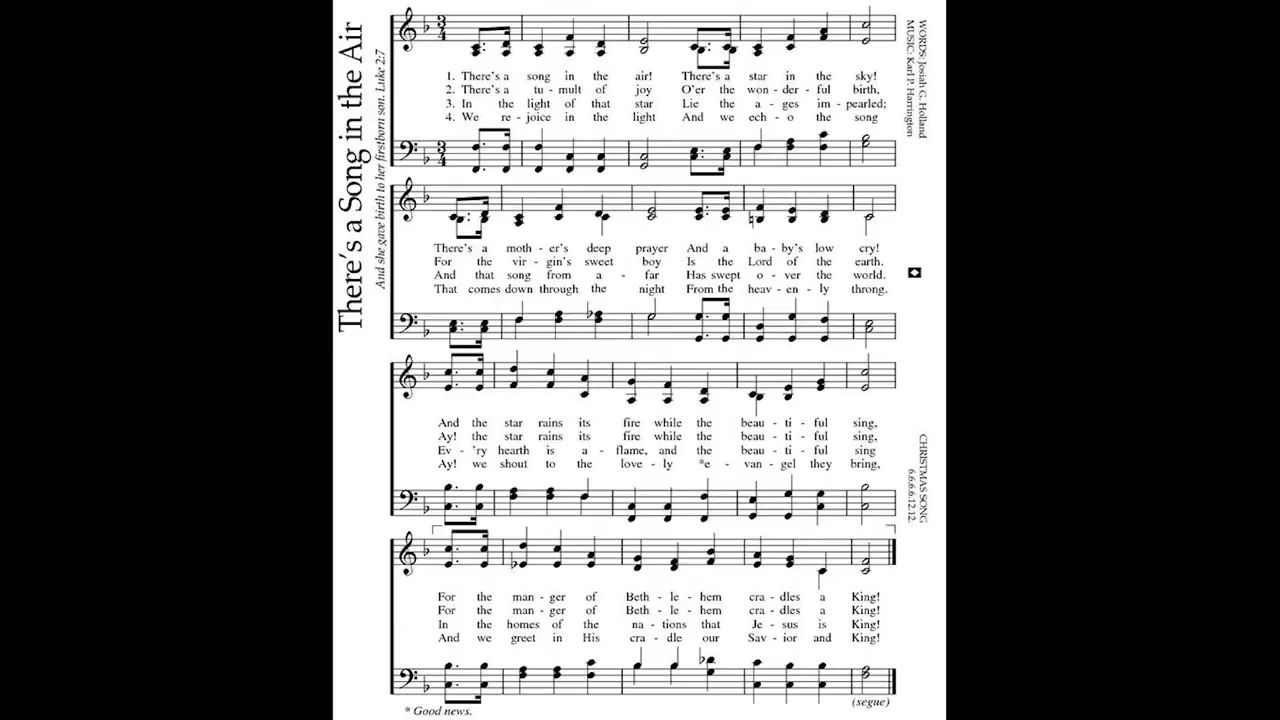 There's a Song in the Air
And she gave birth to her firstborn son. Luke 2:7
WORDS: Josiah G. Holland
MUSIC: Karl P. Harrington
3 4
1. There's a song in the air! There's a star in the sky!
2. There's a tu - mult of joy O'er the won - der - ful birth,
3. In the light of that star Lie the a - ges im - pearled;
4. We re - joice in the light And we ech - o the song
3 4
There's a moth - er's deep prayer And a ba - by's low cry!
For the vir - gin's sweet boy Is the Lord of the earth.
And that song from a - far Has swept o - ver the world.
That comes down through the night From the heav - en - ly throng.
And the star rains its fire while the beau - ti - ful sing,
Ay! the star rains its fire while the beau - ti - ful sing,
Ev - 'ry hearth is a - flame, and the beau - ti - ful sing
Ay! we shout to the love - ly *e - van - gel they bring,
CHRISTMAS SONG
6.6.6.6.12.12.
For the man - ger of Beth - le - hem cra - dles a King!
For the man - ger of Beth - le - hem cra - dles a King!
In the homes of the na - tions that Je - sus is King!
And we greet in His cra - dle our Sav - ior and King!
(segue)
* Good news.